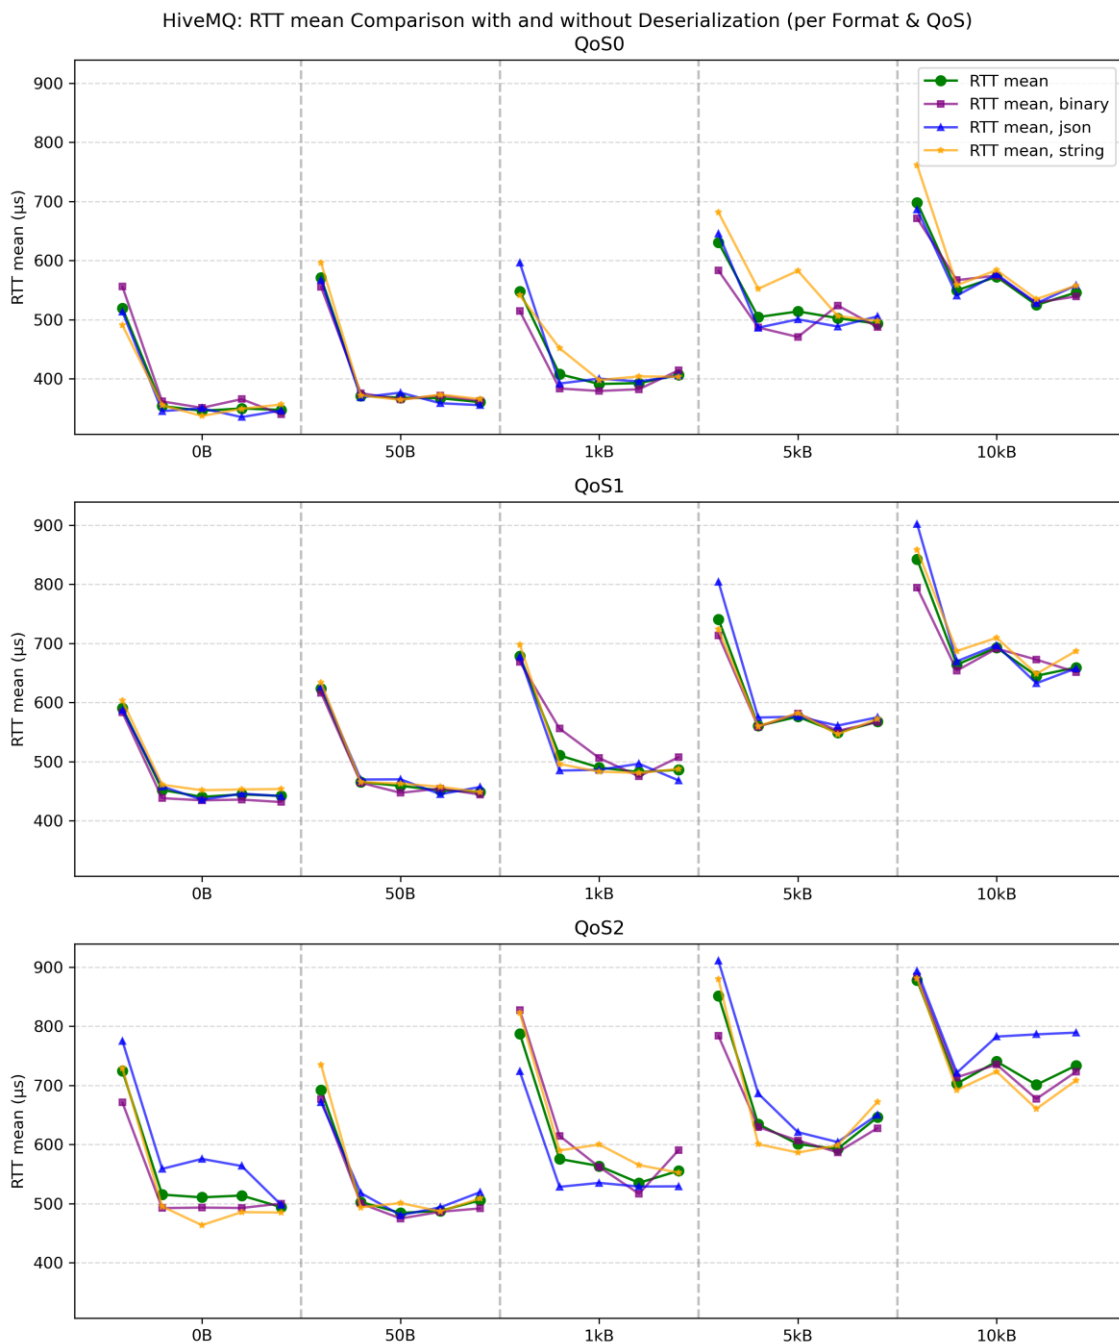 HiveMQ: RTT mean Comparison with and without Deserialization (per Format & QoS)
QoS0
900
800
700
600
500
400
RTT mean (µs)
RTT mean
RTT mean, binary
RTT mean, json
RTT mean, string
0B 50B 1kB 5kB 10kB
QoS1
900
800
700
600
500
400
RTT mean (µs)
0B 50B 1kB 5kB 10kB
QoS2
900
800
700
600
500
400
RTT mean (µs)
0B 50B 1kB 5kB 10kB